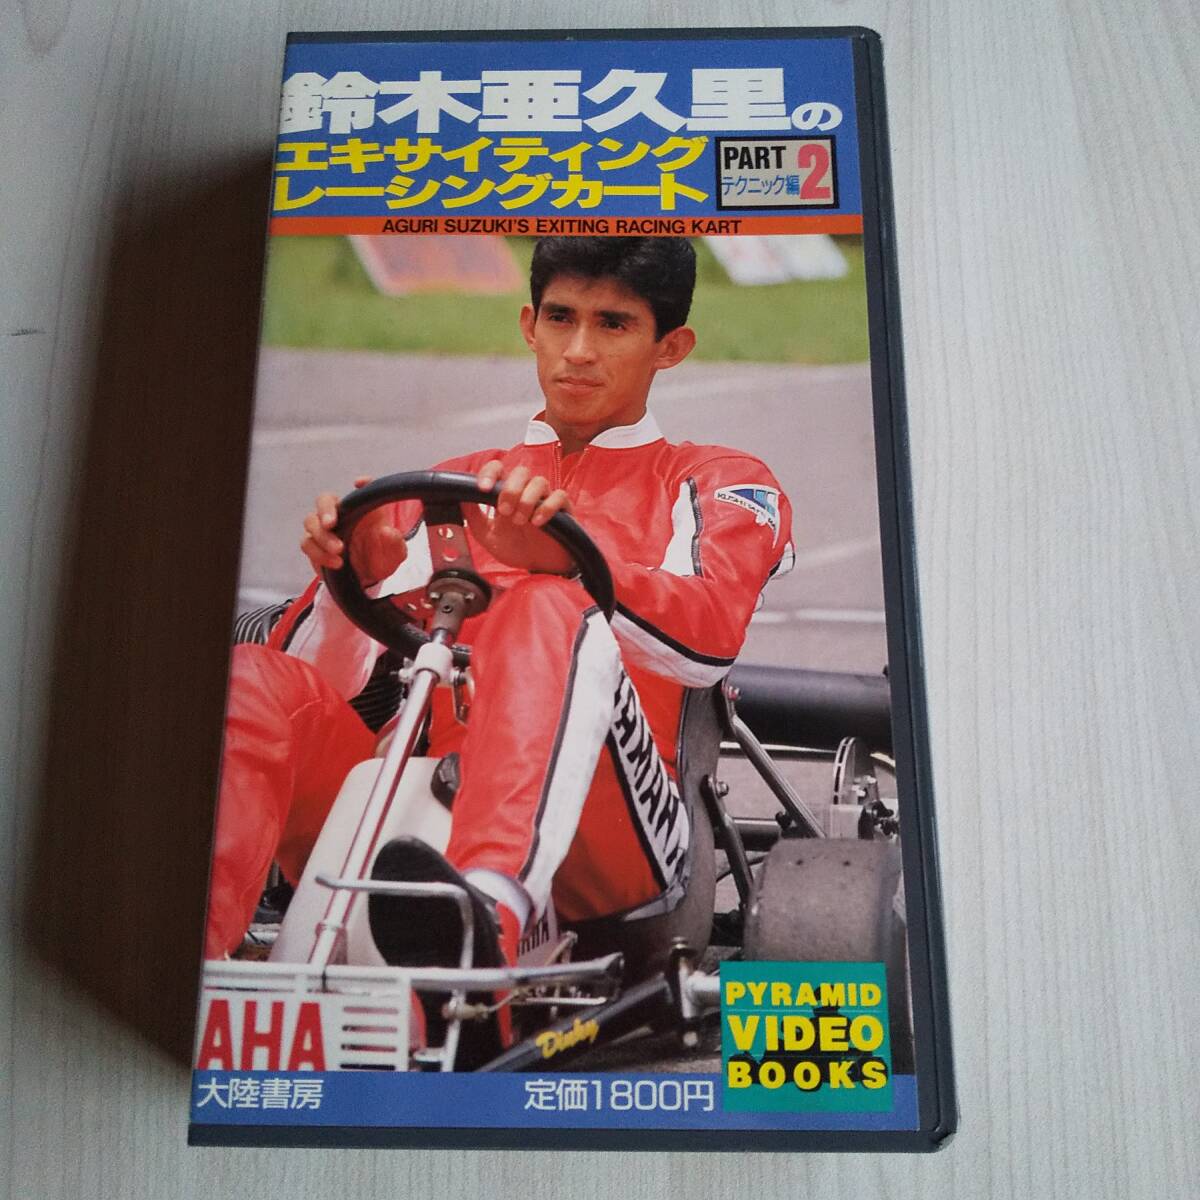 鈴木亜久里の
エキサイティング
レーシングカート
PART 2
テクニック編
AGURI SUZUKI'S EXITING RACING KART
YAMAHA
AHA
Dinky
PYRAMID
VIDEO
BOOKS
大陸書房
定価1800円